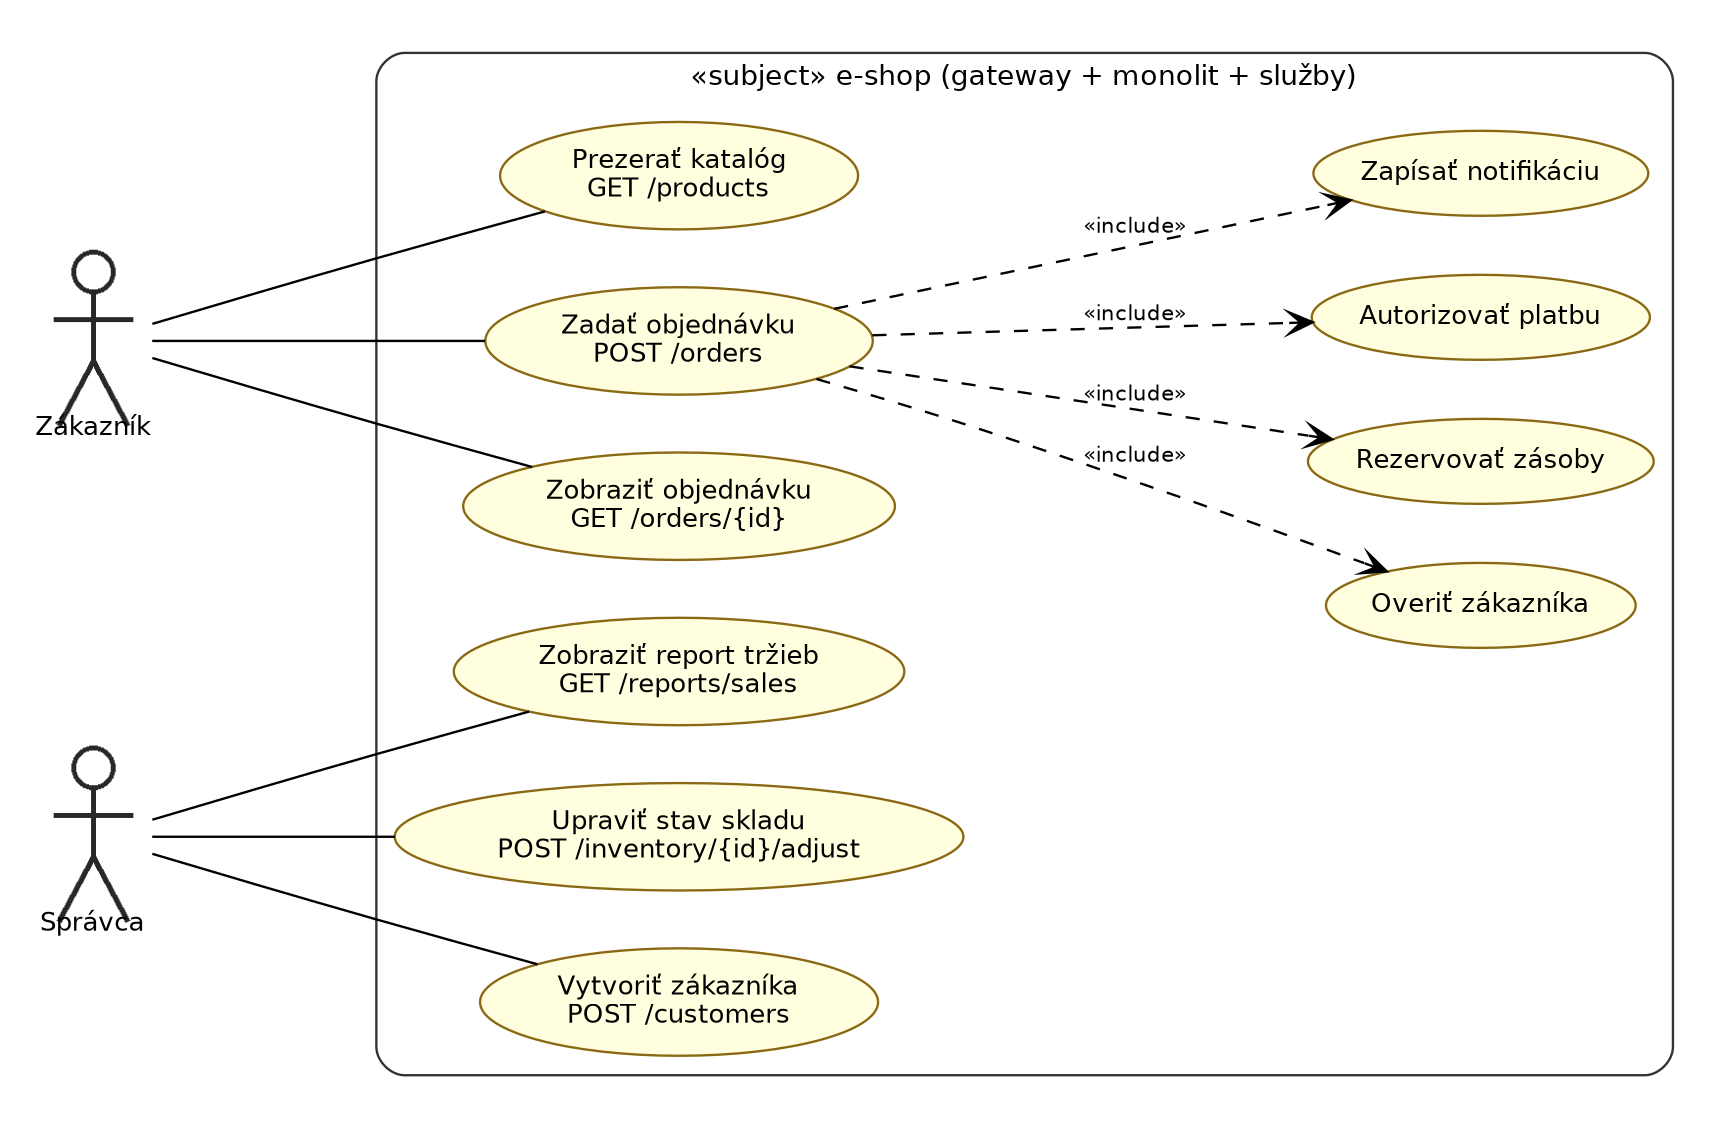 «subject» e-shop (gateway + monolit + služby)
Prezerať katalóg
GET /products
Zapísať notifikáciu
«include»
Zadať objednávku
POST /orders
«include»
Autorizovať platbu
Zákazník
«include»
«include»
Rezervovať zásoby
Zobraziť objednávku
GET /orders/{id}
Overiť zákazníka
Zobraziť report tržieb
GET /reports/sales
Upraviť stav skladu
POST /inventory/{id}/adjust
Správca
Vytvoriť zákazníka
POST /customers